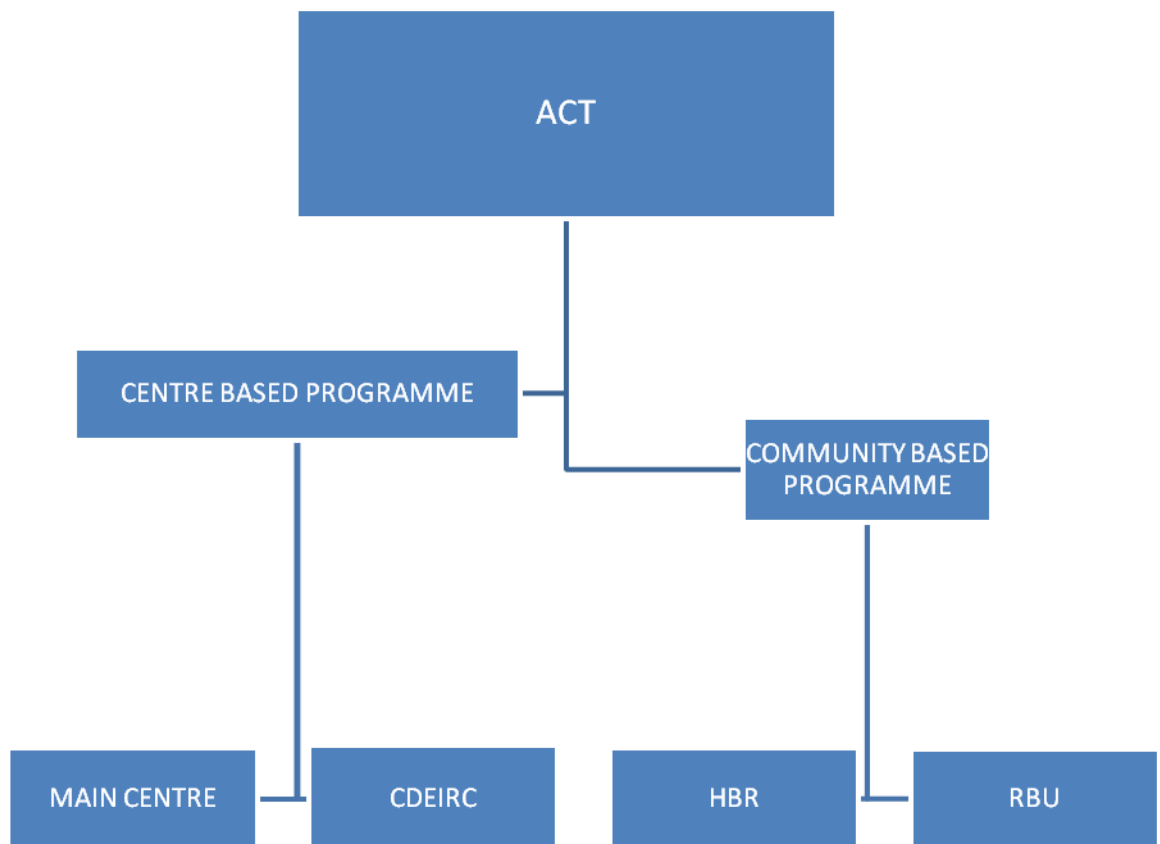 ACT
CENTRE BASED PROGRAMME
COMMUNITY BASED
PROGRAMME
MAIN CENTRE
CDEIRC
HBR
RBU